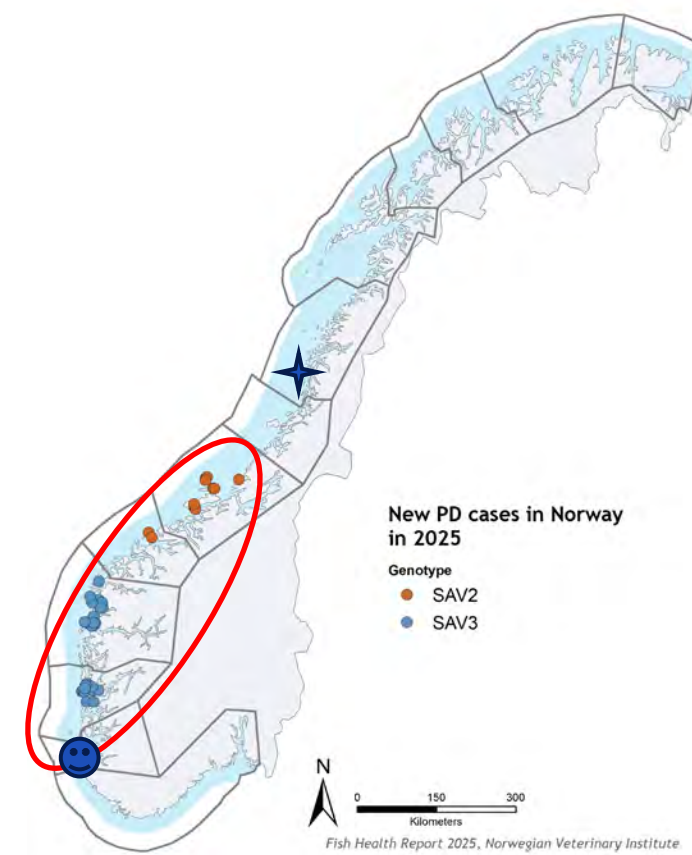 New PD cases in Norway
in 2025
Genotype
SAV2
SAV3
N
0 150 300
Kilometers
Fish Health Report 2025, Norwegian Veterinary Institute